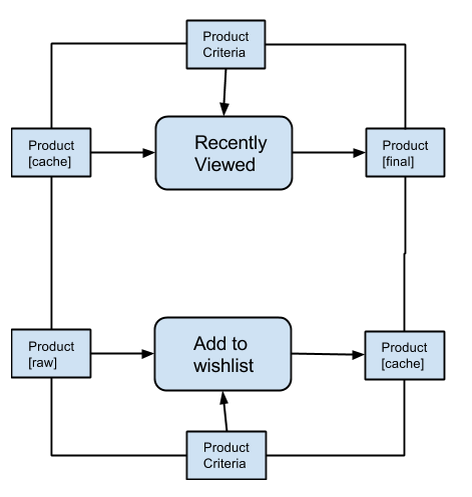 Product
Criteria
Product
[cache]
Recently
Viewed
Product
[final]
Product
[raw]
Add to
wishlist
Product
[cache]
Product
Criteria